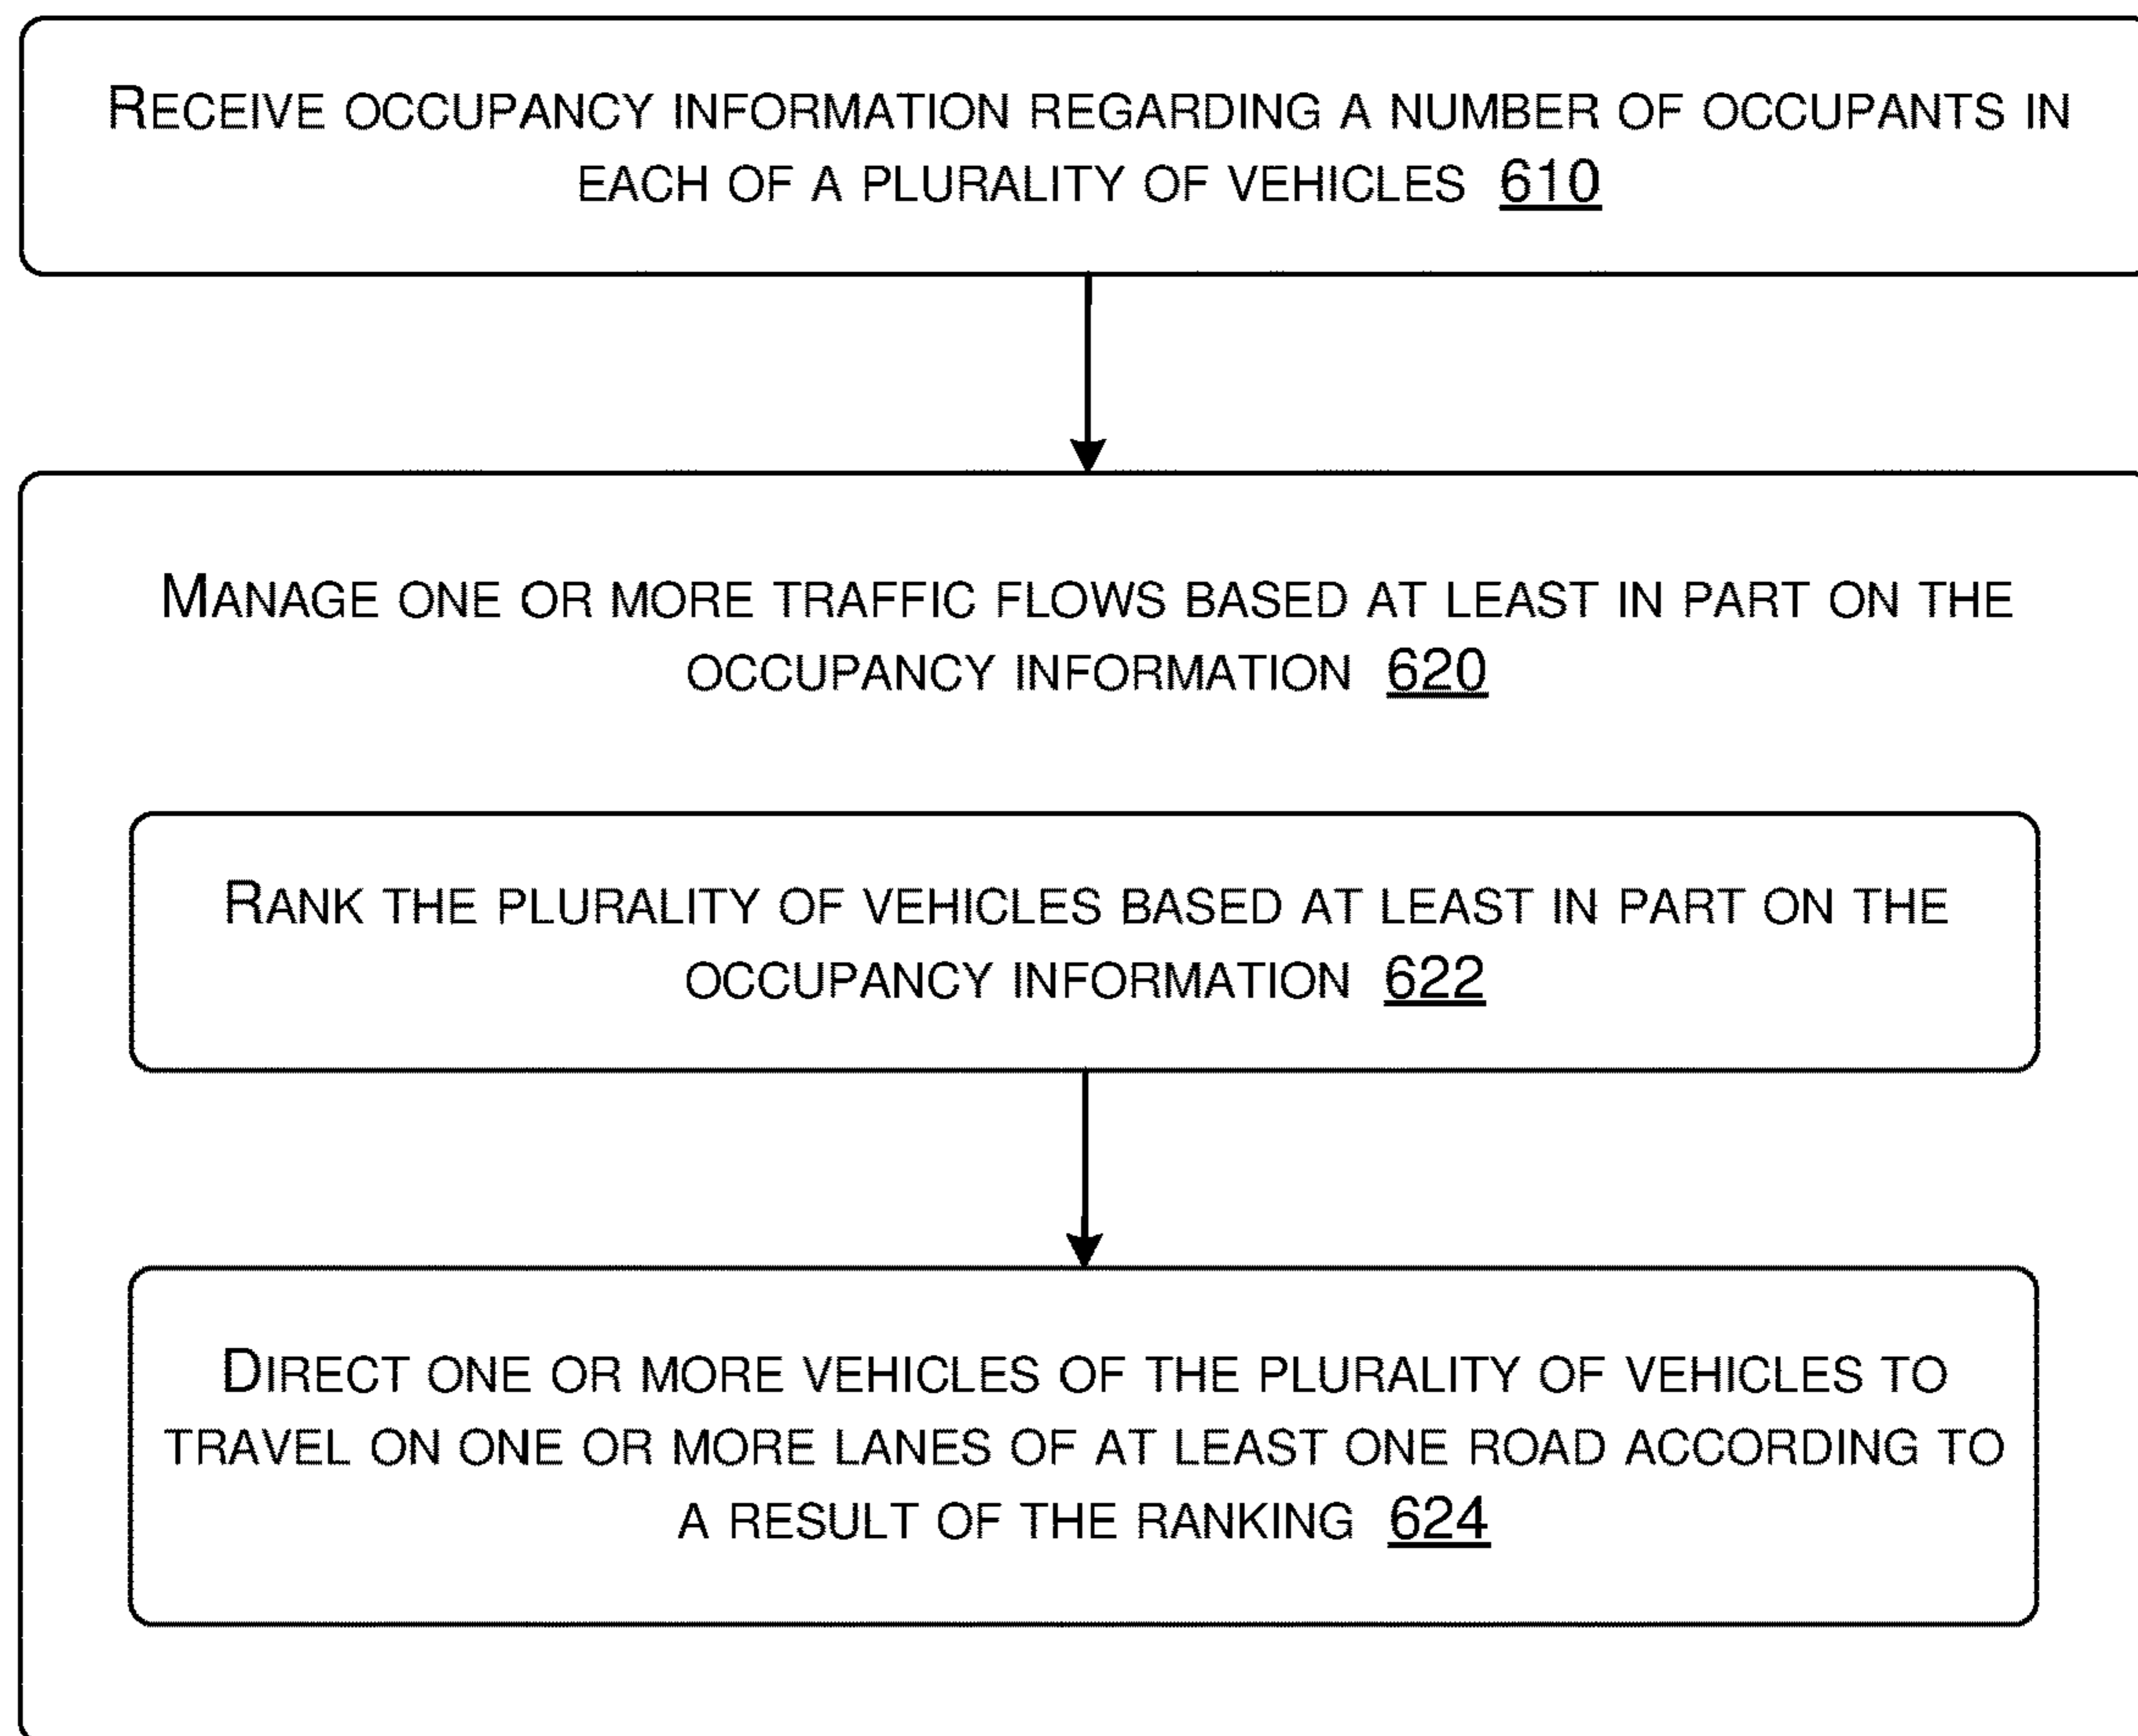 RECEIVE OCCUPANCY INFORMATION REGARDING A NUMBER OF OCCUPANTS IN
EACH OF A PLURALITY OF VEHICLES 610
MANAGE ONE OR MORE TRAFFIC FLOWS BASED AT LEAST IN PART ON THE
OCCUPANCY INFORMATION 620
RANK THE PLURALITY OF VEHICLES BASED AT LEAST IN PART ON THE
OCCUPANCY INFORMATION 622
DIRECT ONE OR MORE VEHICLES OF THE PLURALITY OF VEHICLES TO
TRAVEL ON ONE OR MORE LANES OF AT LEAST ONE ROAD ACCORDING TO
A RESULT OF THE RANKING 624